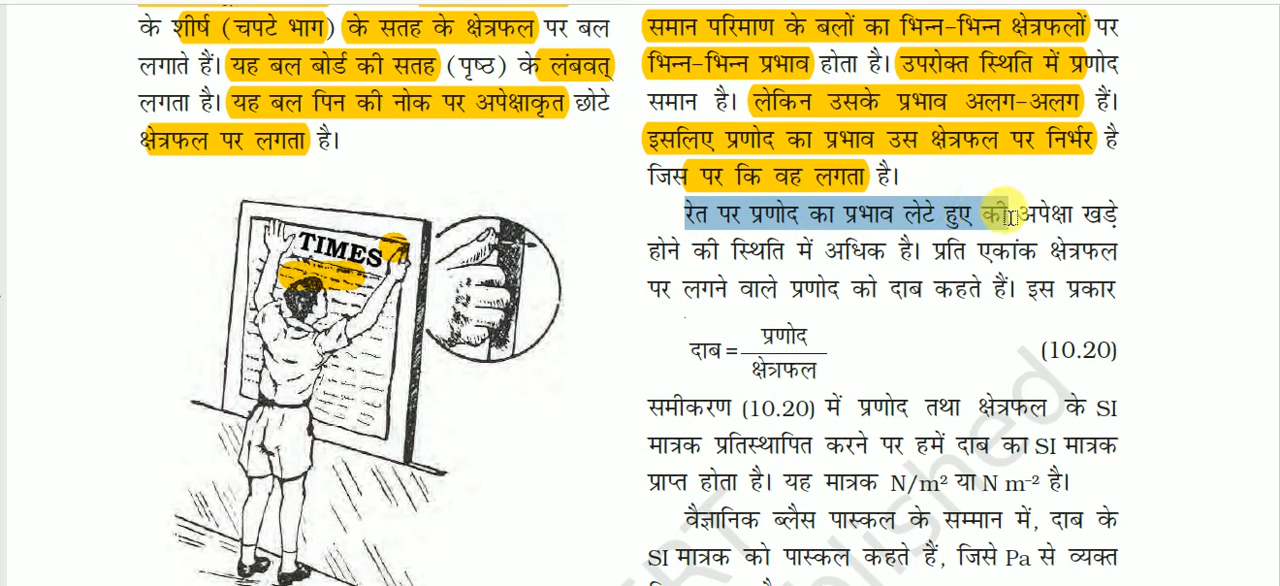 के शीर्ष (चपटे भाग) के सतह के क्षेत्रफल पर बल
लगाते हैं। यह बल बोर्ड की सतह (पृष्ठ) के लंबवत्
लगता है। यह बल पिन की नोक पर अपेक्षाकृत छोटे
क्षेत्रफल पर लगता है।
TIMES
समान परिमाण के बलों का भिन्न-भिन्न क्षेत्रफलों पर
भिन्न-भिन्न प्रभाव होता है। उपरोक्त स्थिति में प्रणोद
समान है। लेकिन उसके प्रभाव अलग-अलग हैं।
इसलिए प्रणोद का प्रभाव उस क्षेत्रफल पर निर्भर है
जिस पर कि वह लगता है।
रेत पर प्रणोद का प्रभाव लेटे हुए की अपेक्षा खड़े
होने की स्थिति में अधिक है। प्रति एकांक क्षेत्रफल
पर लगने वाले प्रणोद को दाब कहते हैं। इस प्रकार
दाब = प्रणोद / क्षेत्रफल (10.20)
समीकरण (10.20) में प्रणोद तथा क्षेत्रफल के SI
मात्रक प्रतिस्थापित करने पर हमें दाब का SI मात्रक
प्राप्त होता है। यह मात्रक N/m² या N m⁻² है।
वैज्ञानिक ब्लैस पास्कल के सम्मान में, दाब के
SI मात्रक को पास्कल कहते हैं, जिसे Pa से व्यक्त